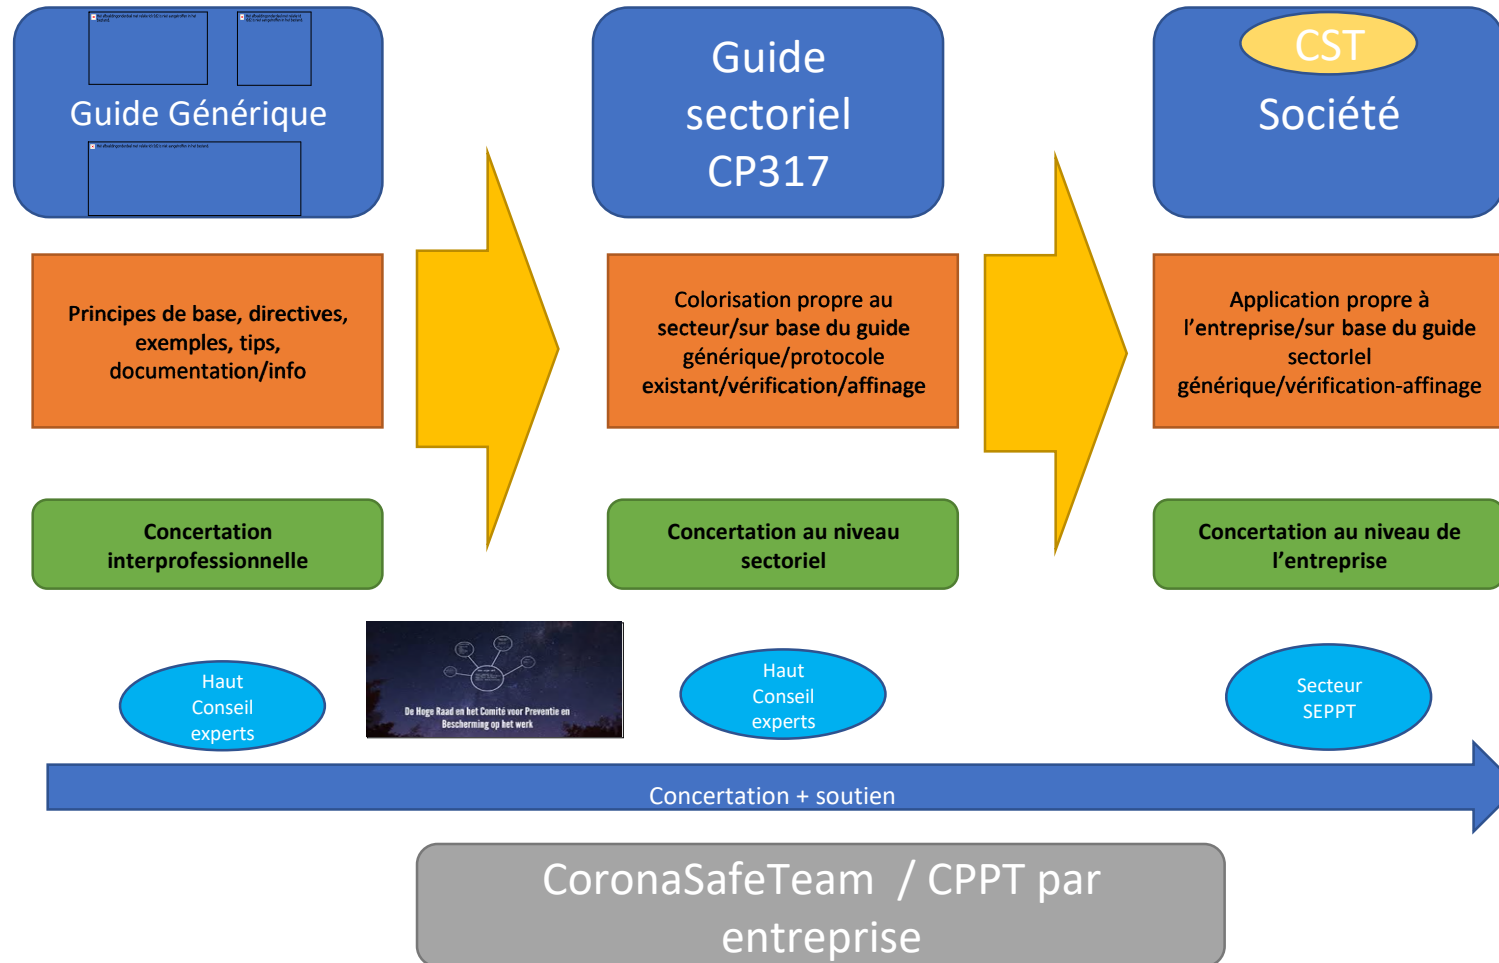 Guide Générique
Guide
sectoriel
CP317
CST
Société
Principes de base, directives,
exemples, tips,
documentation/info
Colorisation propre au
secteur/sur base du guide
générique/protocole
existant/vérification/affinage
Application propre à
l'entreprise/sur base du guide
sectoriel
générique/vérification-affinage
Concertation
interprofessionnelle
Concertation au niveau
sectoriel
Concertation au niveau de
l'entreprise
Haut
Conseil
experts
De Hoge Raad en het Comité voor Preventie en
Bescherming op het werk
Haut
Conseil
experts
Secteur
SEPPT
Concertation + soutien
CoronaSafeTeam / CPPT par
entreprise